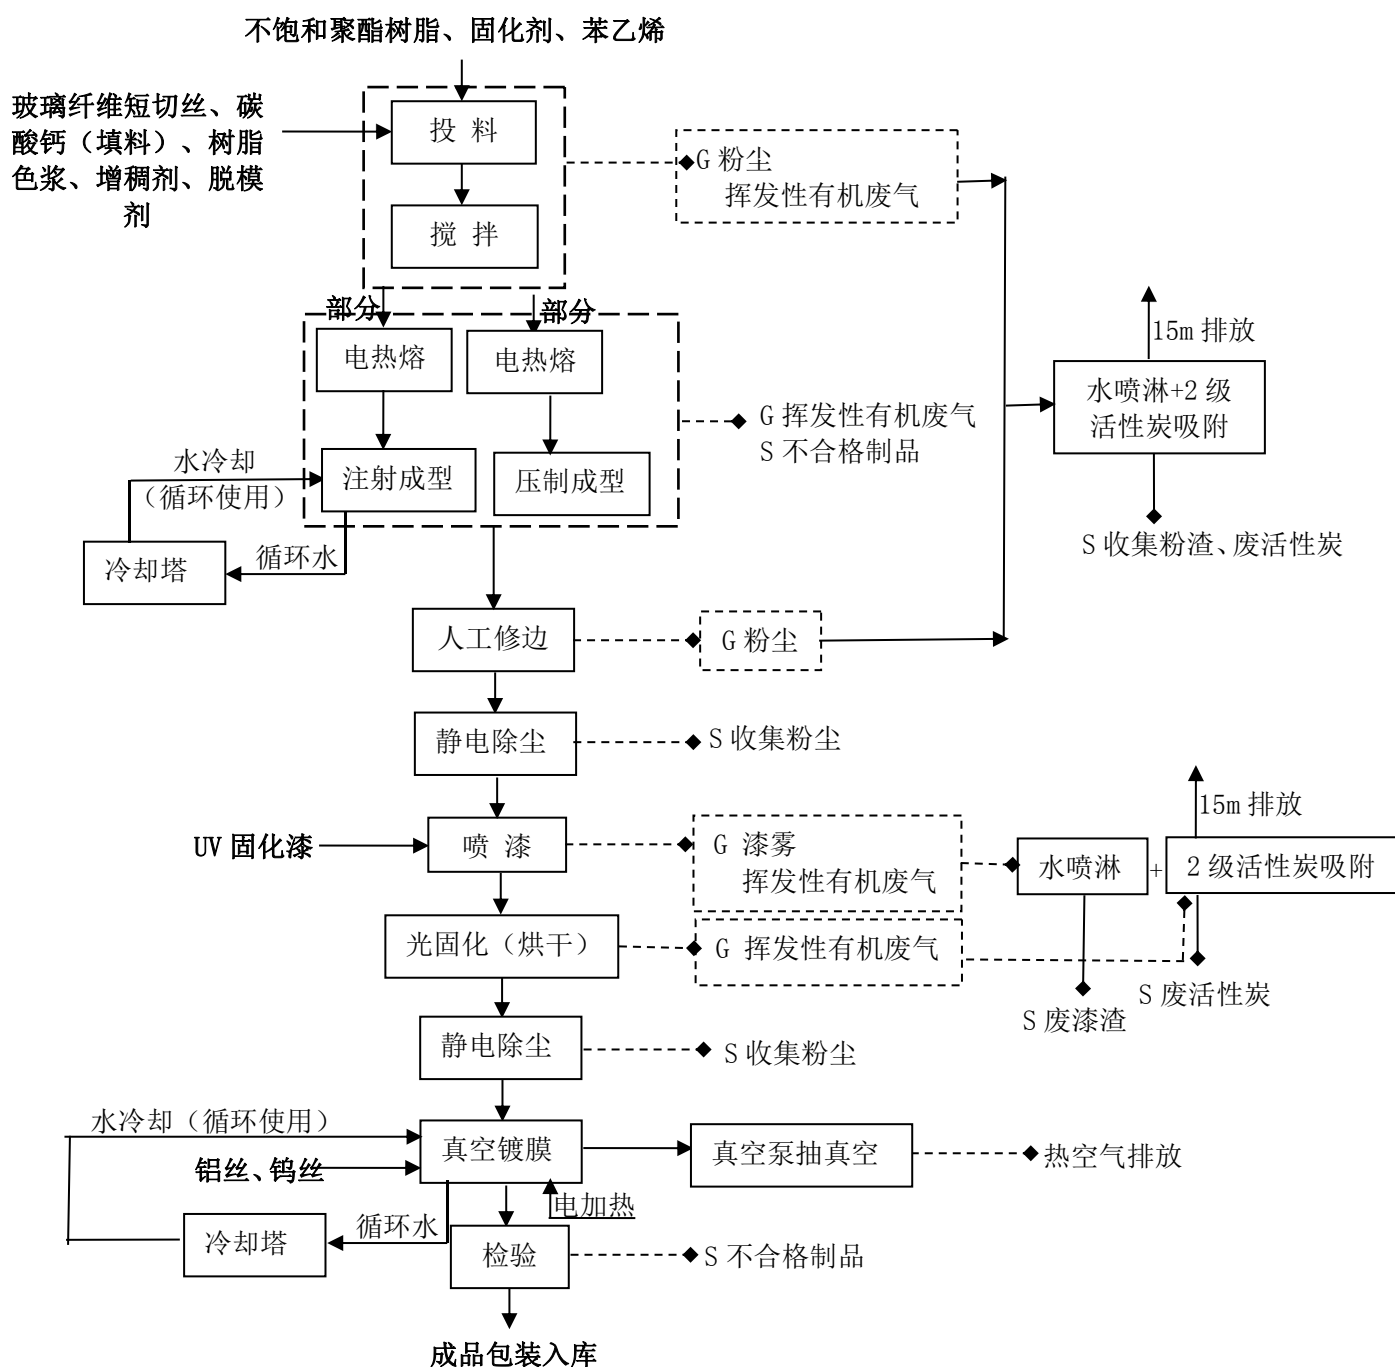 不饱和聚酯树脂、固化剂、苯乙烯
玻璃纤维短切丝、碳
酸钙（填料）、树脂
色浆、增稠剂、脱模
剂
投 料
搅 拌
G 粉尘
挥发性有机废气
部分
部分
电热熔
电热熔
15m 排放
水喷淋+2 级
活性炭吸附
G 挥发性有机废气
S 不合格制品
水冷却
（循环使用）
注射成型
压制成型
S 收集粉渣、废活性炭
冷却塔
循环水
人工修边
G 粉尘
静电除尘
S 收集粉尘
15m 排放
UV 固化漆
喷 漆
G 漆雾
挥发性有机废气
水喷淋
+
2 级活性炭吸附
光固化（烘干）
G 挥发性有机废气
S 废活性炭
S 废漆渣
静电除尘
S 收集粉尘
水冷却（循环使用）
真空镀膜
真空泵抽真空
热空气排放
铝丝、钨丝
电加热
冷却塔
循环水
检验
S 不合格制品
成品包装入库